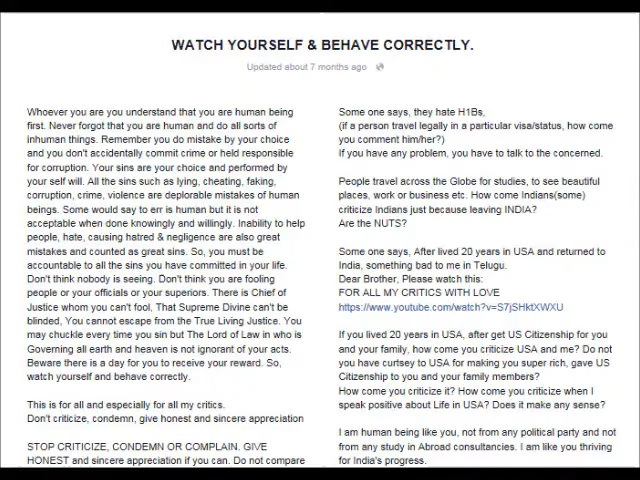 WATCH YOURSELF & BEHAVE CORRECTLY.
Updated about 7 months ago
Whoever you are you understand that you are human being
first. Never forgot that you are human and do all sorts of
inhuman things. Remember you do mistake by your choice
and you don't accidentally commit crime or held responsible
for corruption. Your sins are your choice and performed by
your self will. All the sins such as lying, cheating, faking,
corruption, crime, violence are deplorable mistakes of human
beings. Some would say to err is human but it is not
acceptable when done knowingly and willingly. Inability to help
people, hate, causing hatred & negligence are also great
mistakes and counted as great sins. So, you must be
accountable to all the sins you have committed in your life.
Don't think nobody is seeing. Don't think you are fooling
people or your officials or your superiors. There is Chief of
Justice whom you can't fool, That Supreme Divine can't be
blinded, You cannot escape from the True Living Justice. You
may chuckle every time you sin but The Lord of Law in who is
Governing all earth and heaven is not ignorant of your acts.
Beware there is a day for you to receive your reward. So,
watch yourself and behave correctly.
This is for all and especially for all my critics.
Don't criticize, condemn, give honest and sincere appreciation
STOP CRITICIZE, CONDEMN OR COMPLAIN. GIVE
HONEST and sincere appreciation if you can. Do not compare
Some one says, they hate H1Bs,
(if a person travel legally in a particular visa/status, how come
you comment him/her?)
If you have any problem, you have to talk to the concerned.
People travel across the Globe for studies, to see beautiful
places, work or business etc. How come Indians(some)
criticize Indians just because leaving INDIA?
Are the NUTS?
Some one says, After lived 20 years in USA and returned to
India, something bad to me in Telugu.
Dear Brother, Please watch this:
FOR ALL MY CRITICS WITH LOVE
https://www.youtube.com/watch?v=S7jSHktXWXU
If you lived 20 years in USA, after get US Citizenship for you
and your family, how come you criticize USA and me? Do not
you have curtsey to USA for making you super rich, gave US
Citizenship to you and your family members?
How come you criticize it? How come you criticize when I
speak positive about Life in USA? Does it make any sense?
I am human being like you, not from any political party and not
from any study in Abroad consultancies. I am like you thriving
for India's progress.